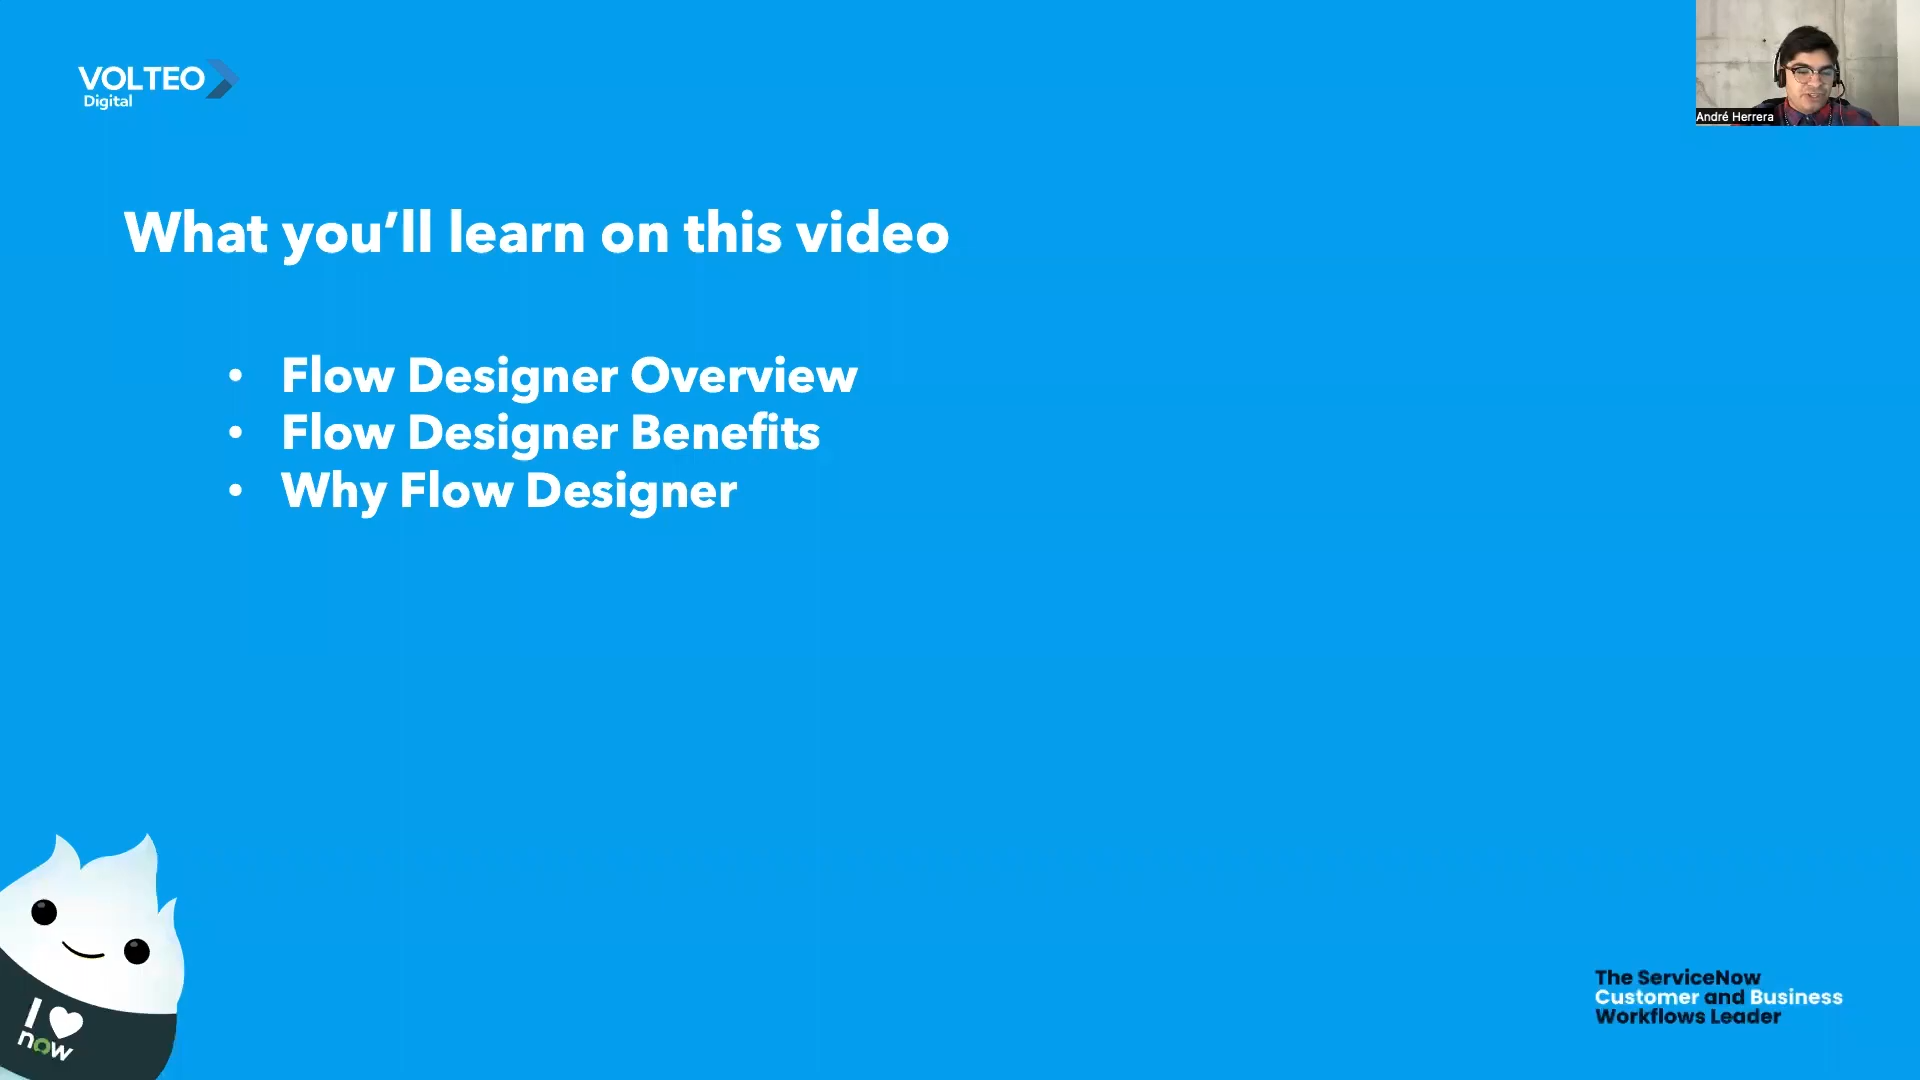 VOLTEO
Digital
André Herrera
What you’ll learn on this video
• Flow Designer Overview
• Flow Designer Benefits
• Why Flow Designer
I ♥
now
The ServiceNow
Customer and Business
Workflows Leader